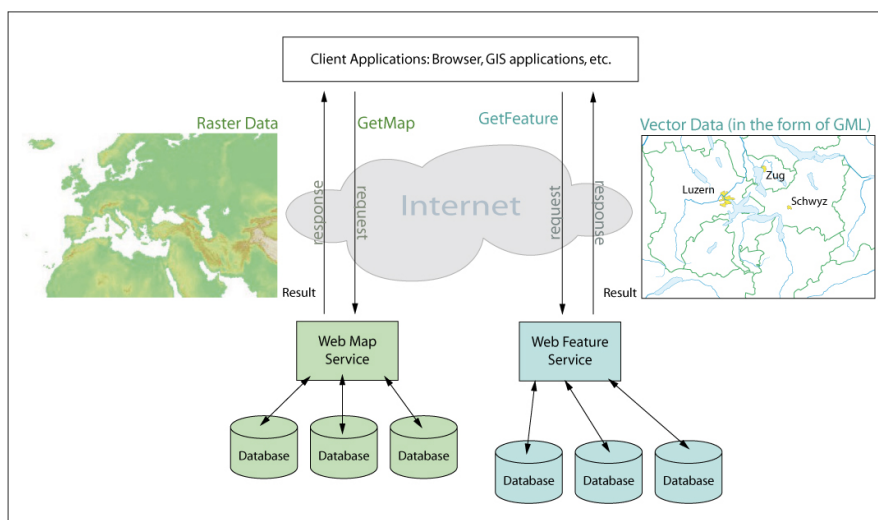 Client Applications: Browser, GIS applications, etc.
Raster Data
GetMap
GetFeature
Vector Data (in the form of GML)
response
request
Internet
request
response
Luzern
Zug
Schwyz
Result
Result
Web Map
Service
Web Feature
Service
Database
Database
Database
Database
Database
Database